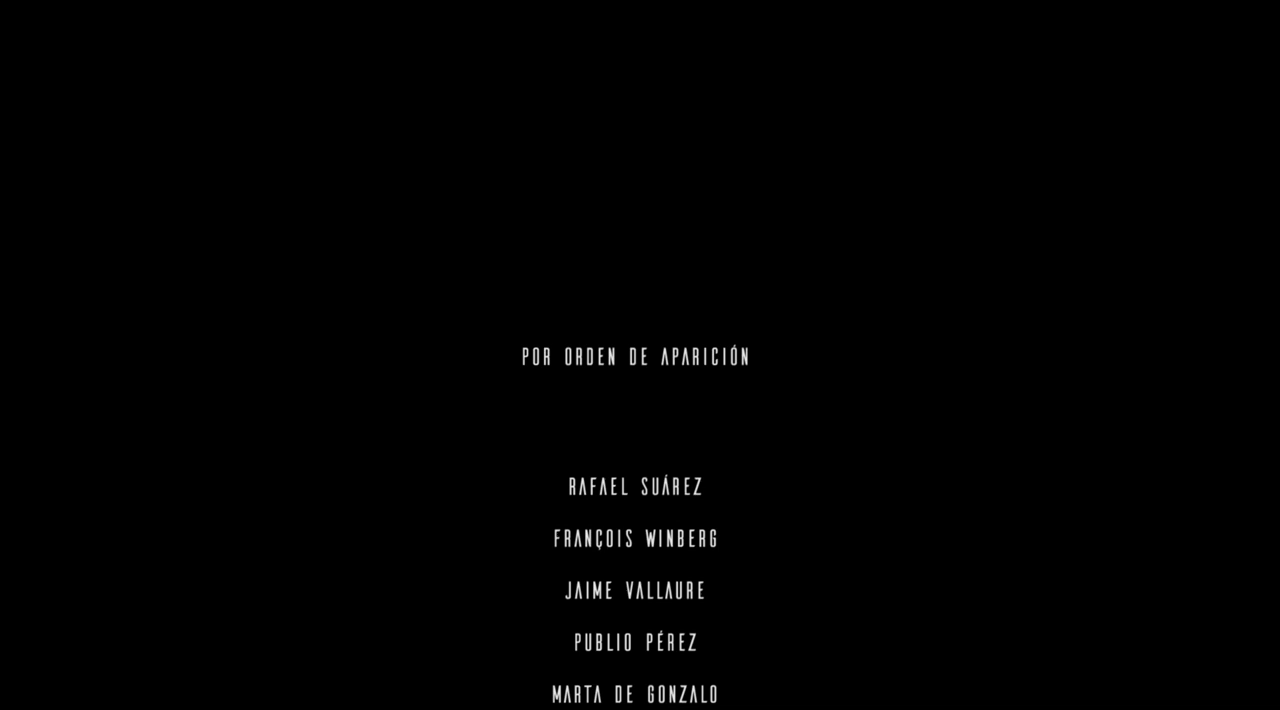 POR ORDEN DE APARICIÓN
RAFAEL SUÁREZ
FRANÇOIS WINBERG
JAIME VALLAURE
PUBLIO PÉREZ
MARTA DE GONZALO